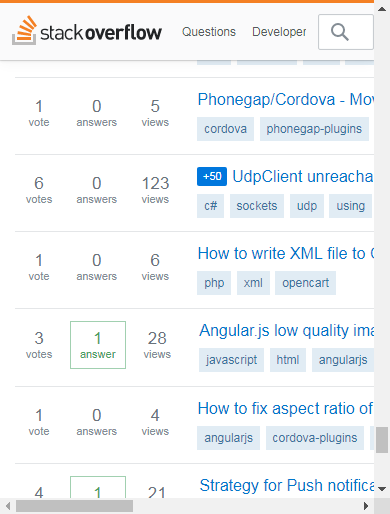 stack overflow Questions Developer
1 0 5 Phonegap/Cordova - Mov
vote answers views cordova phonegap-plugins
6 0 123 +50 UdpClient unreacha
votes answers views c# sockets udp using
1 0 6 How to write XML file to
vote answers views php xml opencart
3 1 28 Angular.js low quality ima
votes answer views javascript html angularjs
1 0 4 How to fix aspect ratio of
vote answers views angularjs cordova-plugins
4 1 21 Strategy for Push notifica